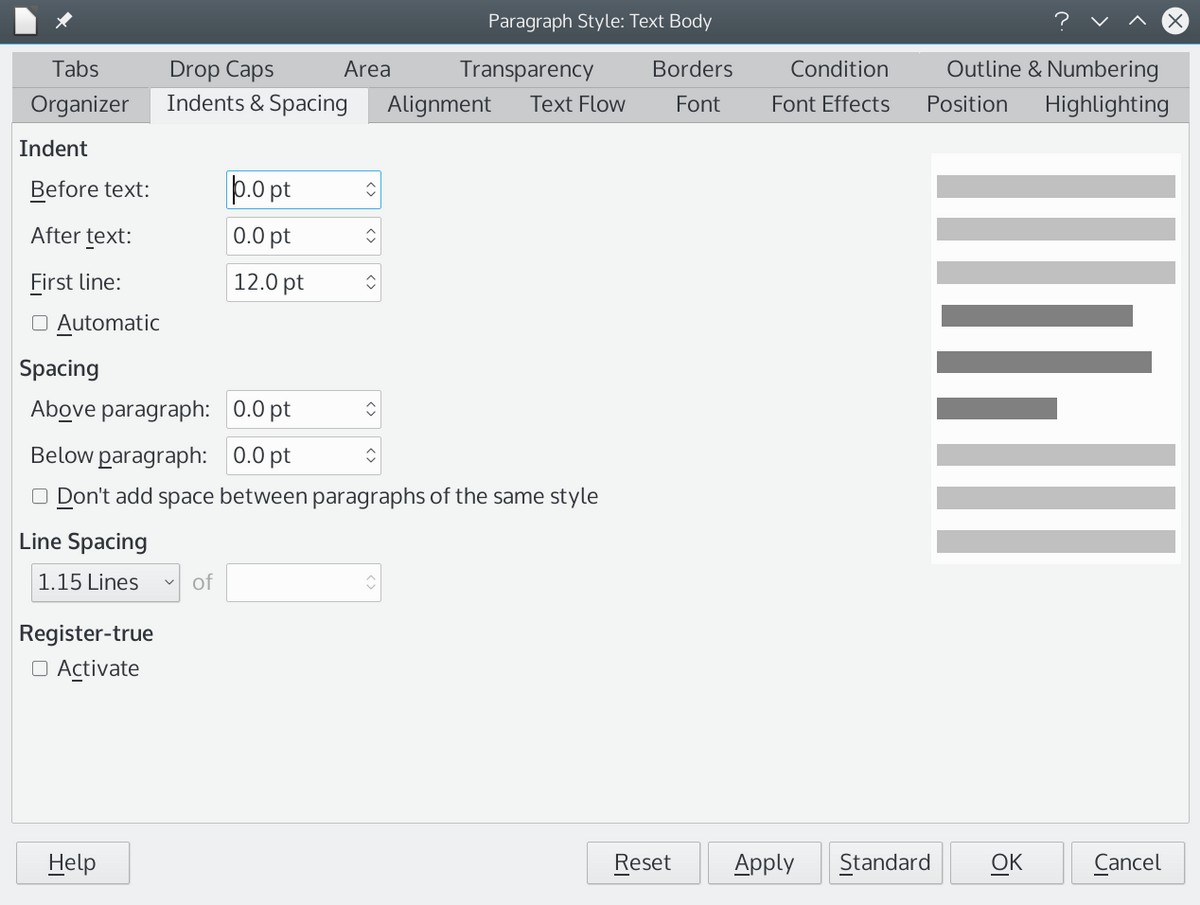 Paragraph Style: Text Body
?
Tabs Drop Caps Area Transparency Borders Condition Outline & Numbering
Organizer Indents & Spacing Alignment Text Flow Font Font Effects Position Highlighting
Indent
Before text: 0.0 pt
After text: 0.0 pt
First line: 12.0 pt
Automatic
Spacing
Above paragraph: 0.0 pt
Below paragraph: 0.0 pt
Don't add space between paragraphs of the same style
Line Spacing
1.15 Lines of
Register-true
Activate
Help Reset Apply Standard OK Cancel